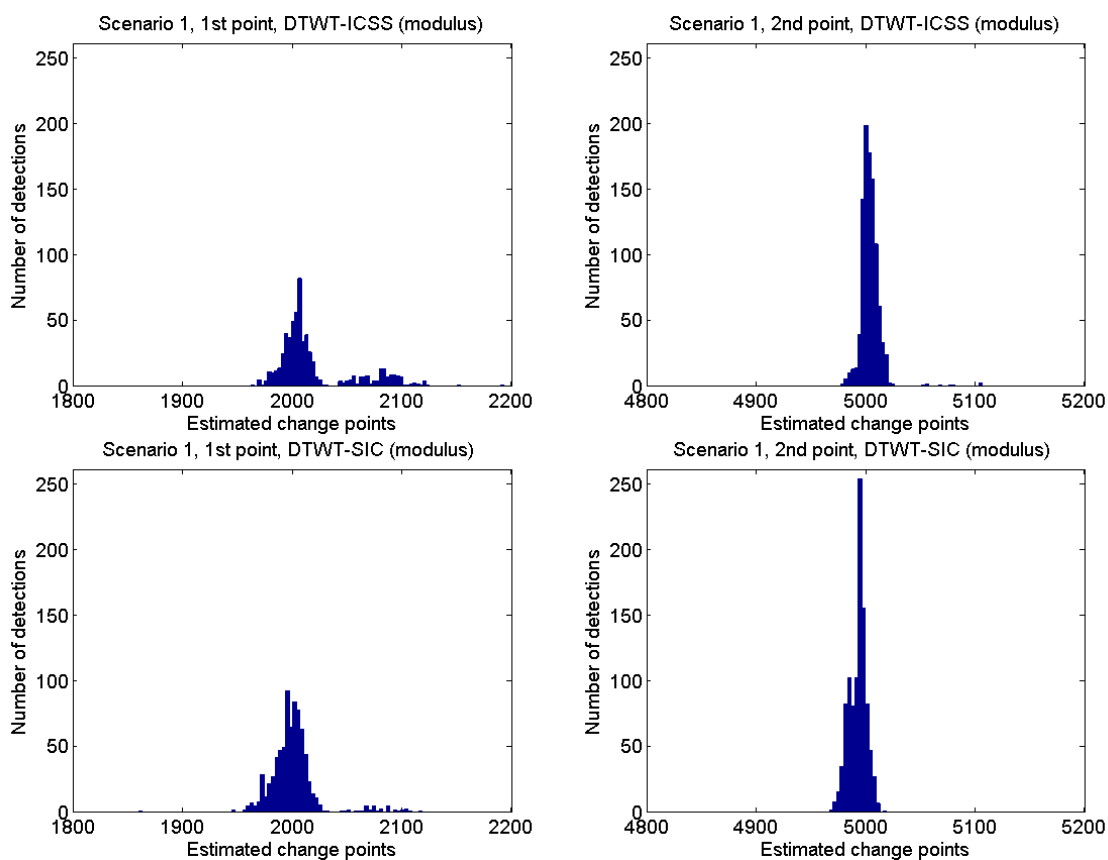 Scenario 1, 1st point, DTWT-ICSS (modulus)
250
200
150
100
50
0
Number of detections
1800 1900 2000 2100 2200
Estimated change points
Scenario 1, 2nd point, DTWT-ICSS (modulus)
250
200
150
100
50
0
Number of detections
4800 4900 5000 5100 5200
Estimated change points
Scenario 1, 1st point, DTWT-SIC (modulus)
250
200
150
100
50
0
Number of detections
1800 1900 2000 2100 2200
Estimated change points
Scenario 1, 2nd point, DTWT-SIC (modulus)
250
200
150
100
50
0
Number of detections
4800 4900 5000 5100 5200
Estimated change points